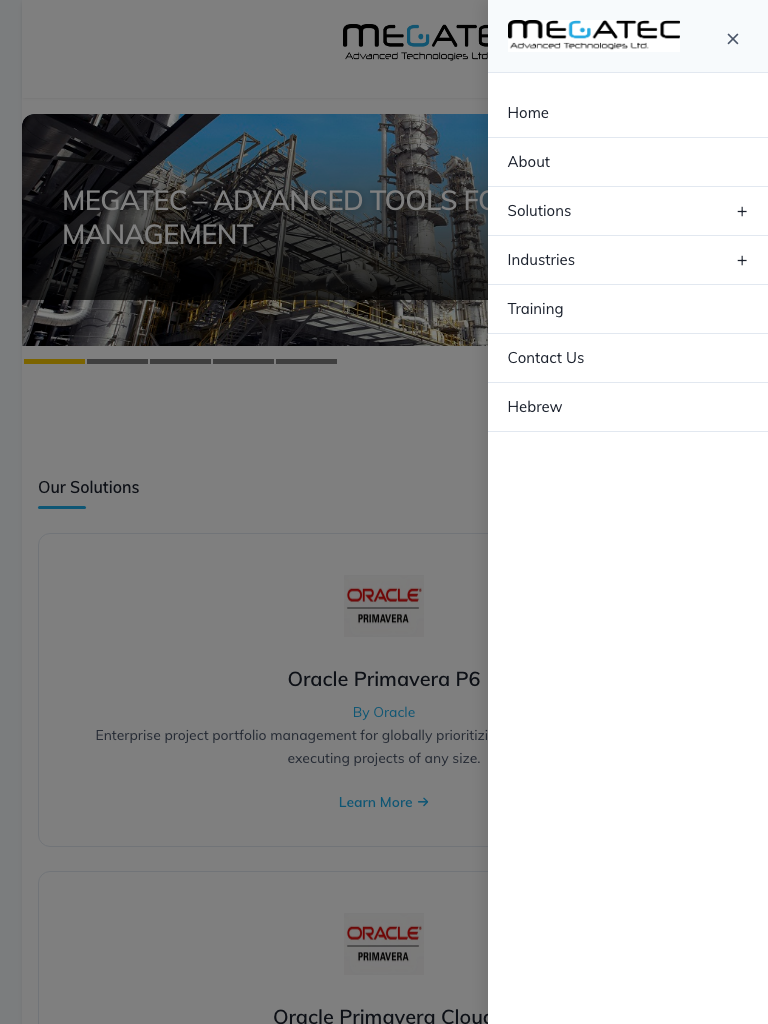 MEGATEC
Advanced Technologies Ltd.
Home
About
Solutions +
Industries +
Training
Contact Us
Hebrew
MEGATE
Advanced Technologies Ltd
MEGATEC – ADVANCED TOOLS FO
MANAGEMENT
Our Solutions
ORACLE
PRIMAVERA
Oracle Primavera P6
By Oracle
Enterprise project portfolio management for globally
executing projects of any size.
Learn More →
ORACLE
PRIMAVERA
Oracle Primavera